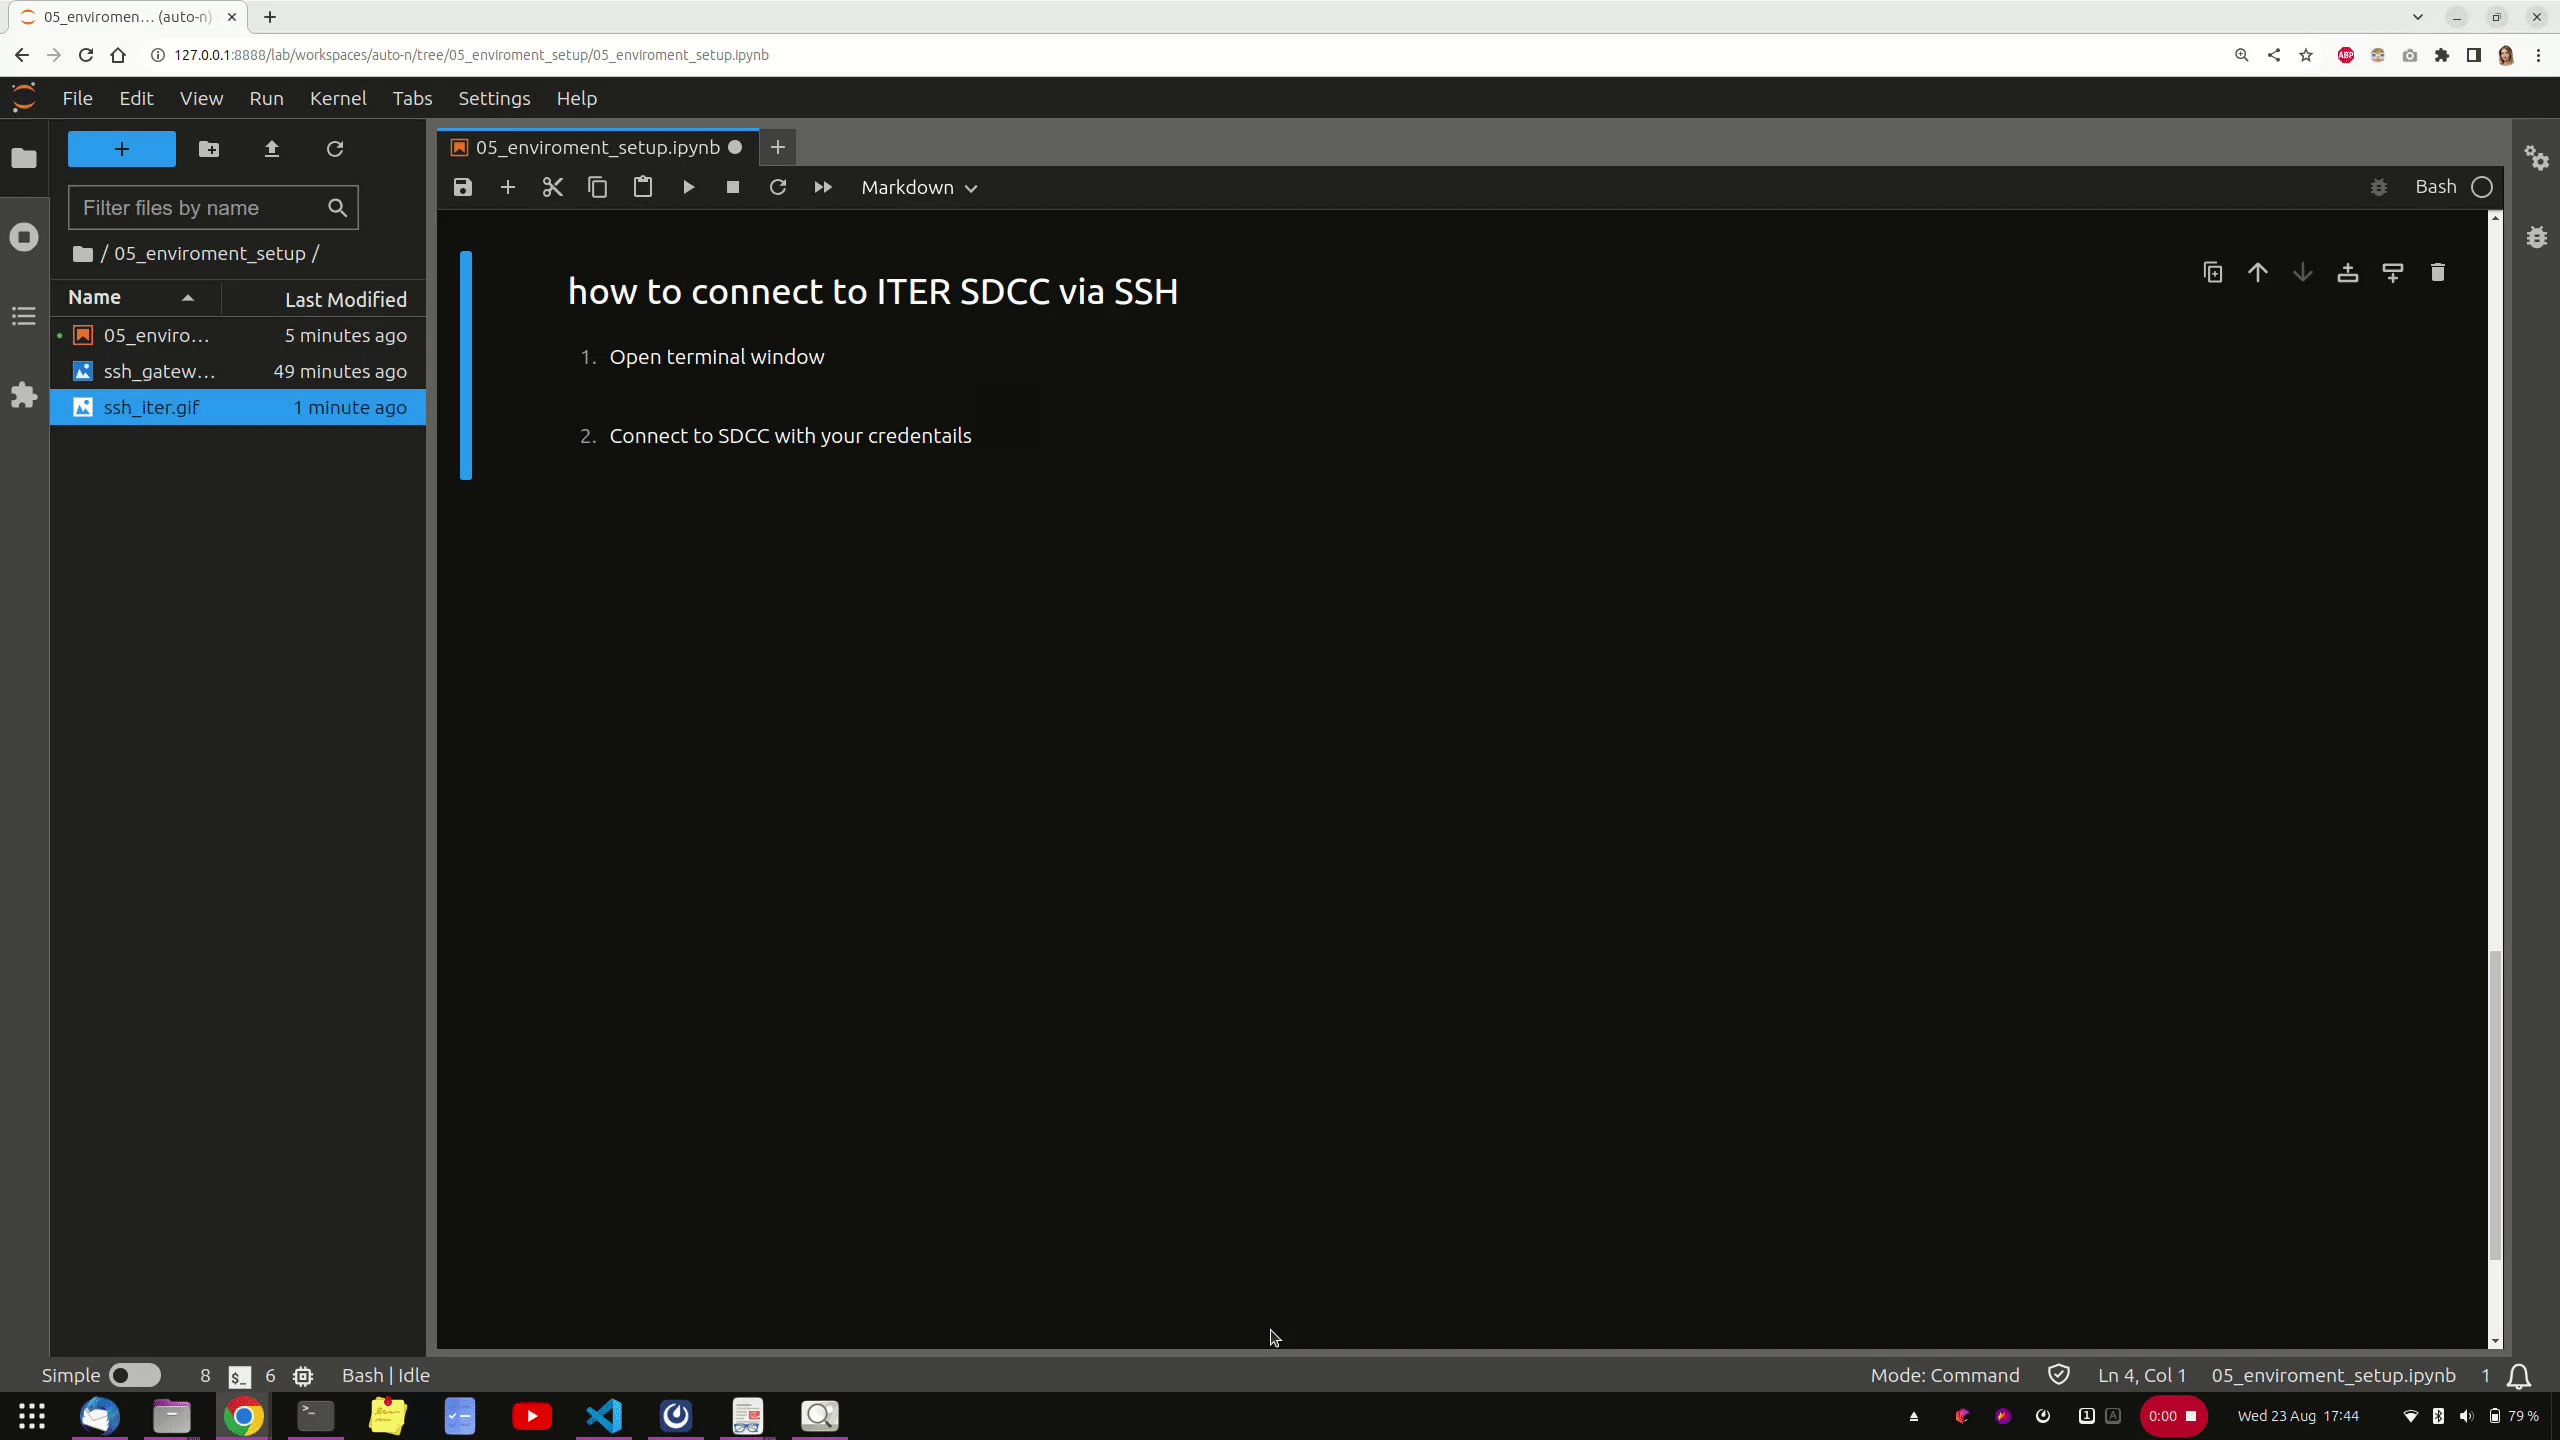 05_enviromen… (auto-n)
127.0.0.1:8888/lab/workspaces/auto-n/tree/05_enviroment_setup/05_enviroment_setup.ipynb
ABP
File Edit View Run Kernel Tabs Settings Help
05_enviroment_setup.ipynb
Filter files by name
Markdown
Bash
/ 05_enviroment_setup /
Name Last Modified
05_enviro… 5 minutes ago
ssh_gatew… 49 minutes ago
ssh_iter.gif 1 minute ago
how to connect to ITER SDCC via SSH
1. Open terminal window
2. Connect to SDCC with your credentails
Simple 8 $_ 6 Bash | Idle Mode: Command Ln 4, Col 1 05_enviroment_setup.ipynb 1
1 A 0:00 Wed 23 Aug 17:44 79 %